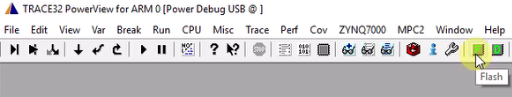 TRACE32 PowerView for ARM 0 [Power Debug USB @ ]
File Edit View Var Break Run CPU Misc Trace Perf Cov ZYNQ7000 MPC2 Window Help
STOP
Flash